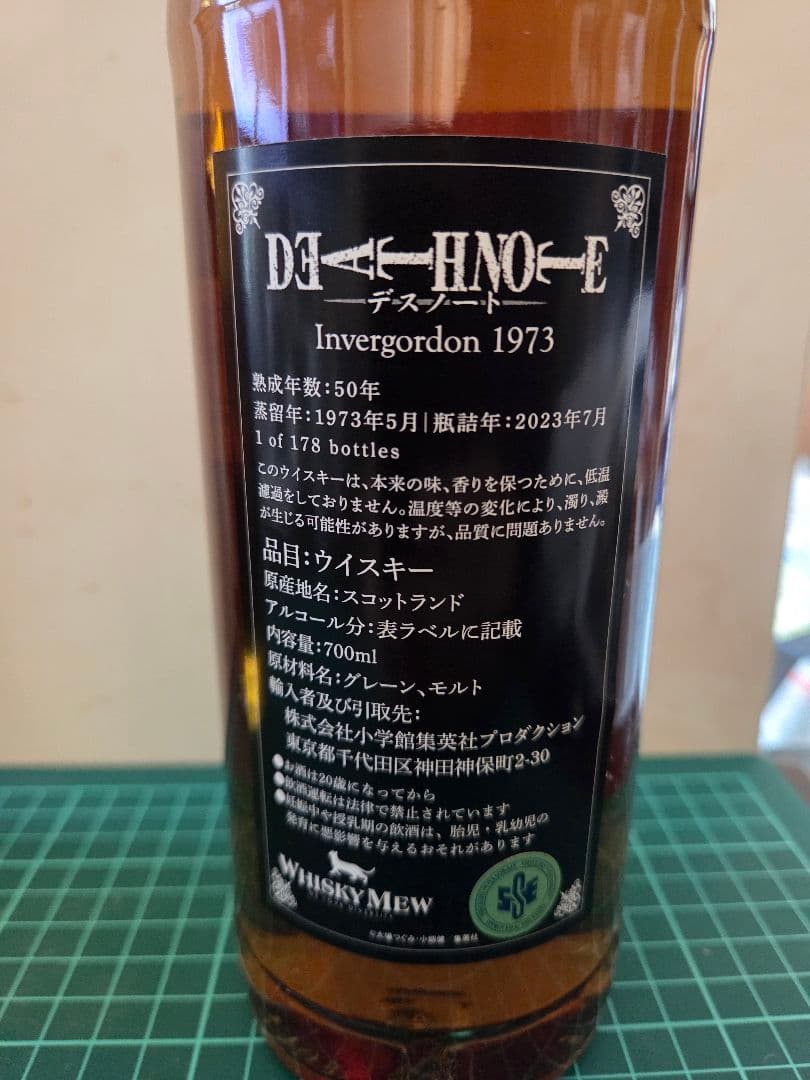 DEATH NOTE
デスノート
Invergordon 1973
熟成年数:50年
蒸留年:1973年5月|瓶詰年:2023年7月
1 of 178 bottles
このウイスキーは、本来の味、香りを保つために、低温
濾過をしておりません。温度等の変化により、濁り、澱
が生じる可能性がありますが、品質に問題ありません。
品目:ウイスキー
原産地名:スコットランド
アルコール分:表ラベルに記載
内容量:700ml
原材料名:グレーン、モルト
輸入者及び引取先:
株式会社小学館集英社プロダクション
東京都千代田区神田神保町2-30
●お酒は20歳になってから
●飲酒運転は法律で禁止されています
●妊娠中や授乳期の飲酒は、胎児・乳幼児の
発育に悪影響を与えるおそれがあります
WHISKY MEW
SSE
©大場つぐみ・小畑健 集英社